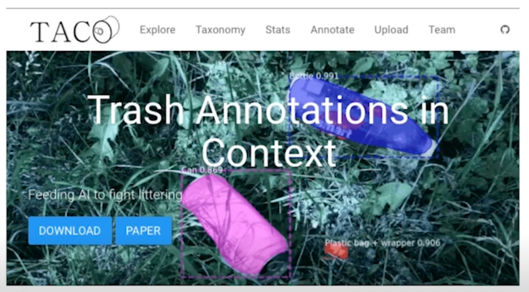 TACO
Explore Taxonomy Stats Annotate Upload Team
Bottle 0.991
Trash Annotations in
Context
Can 0.869
Feeding AI to fight littering
DOWNLOAD PAPER
Plastic bag + wrapper 0.906